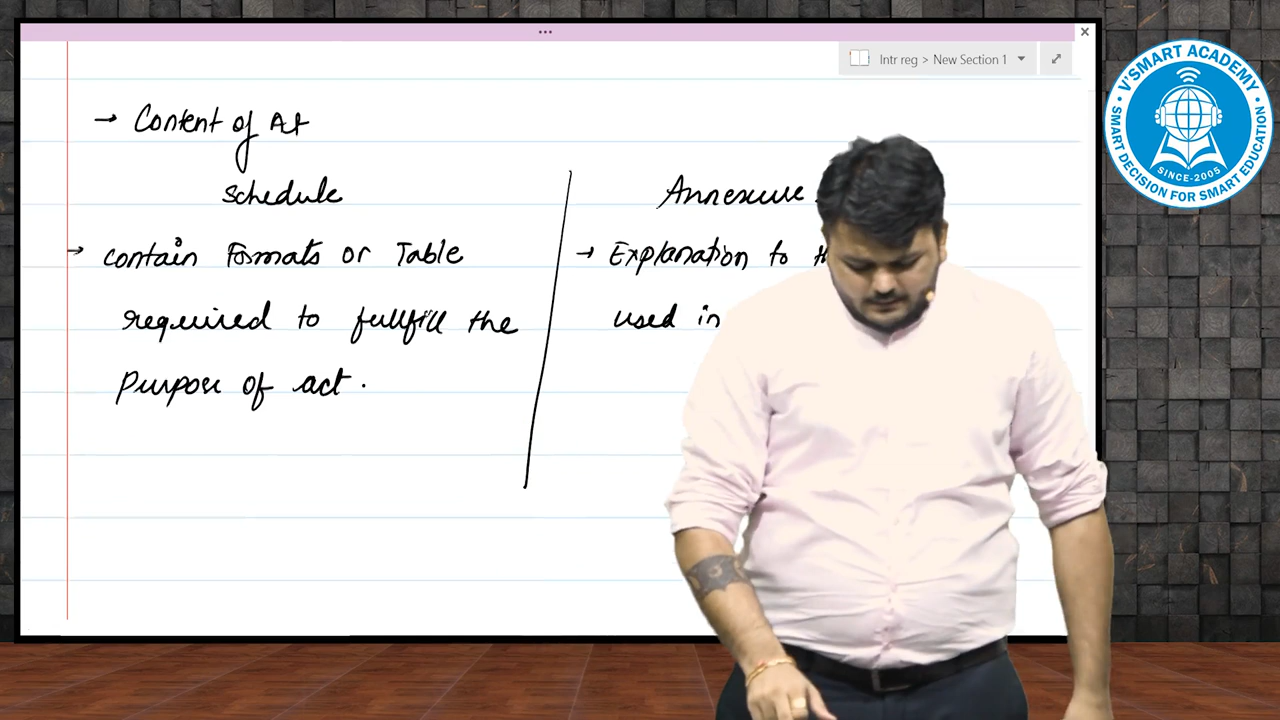 Intr reg > New Section 1
→ Content of Act
Schedule
Annexure
→ contain Formats or Table
required to fullfill the
purpose of act.
→ Explanation to
used in
V'SMART ACADEMY
SINCE-2005
SMART DECISION FOR SMART EDUCATION